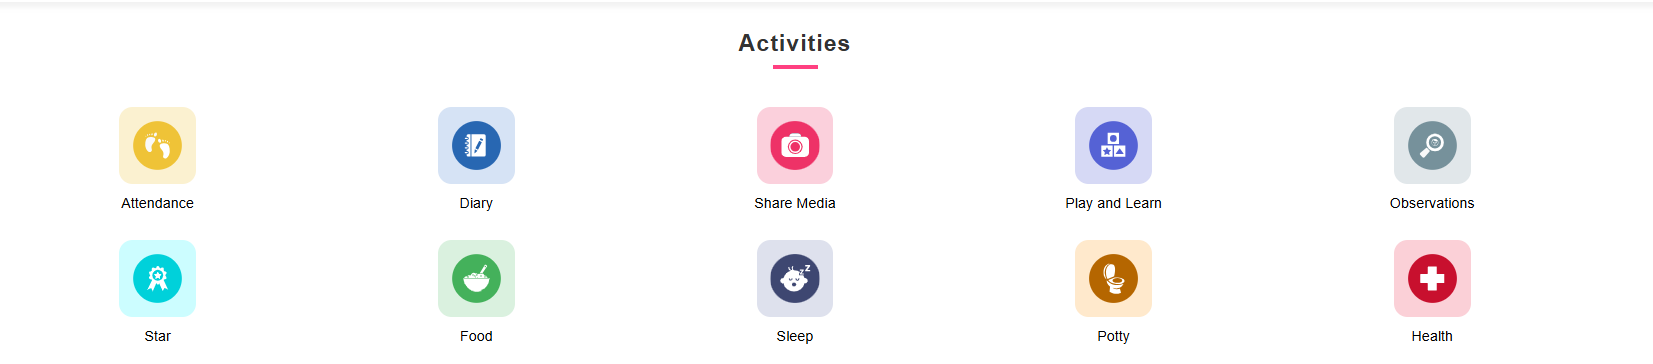 Activities
Attendance
Diary
Share Media
Play and Learn
Observations
Star
Food
Sleep
Potty
Health